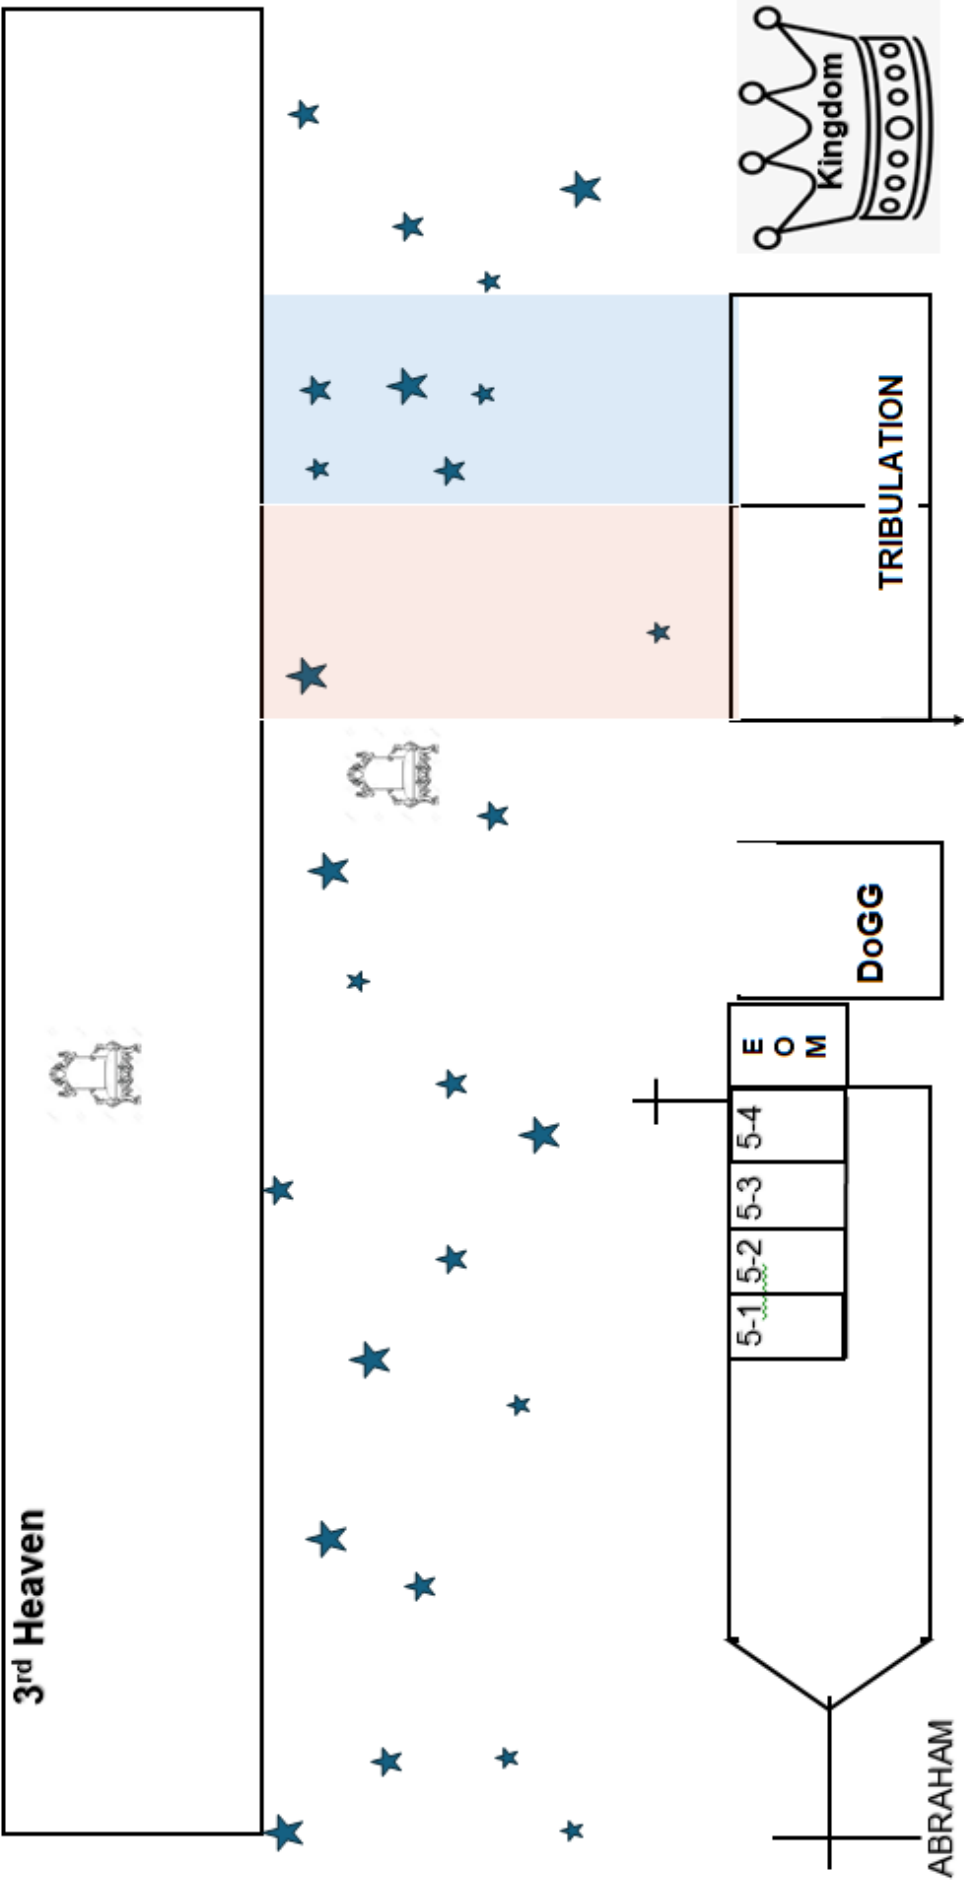 3rd Heaven
ABRAHAM
5-1 5-2 5-3 5-4
E
O
M
DoGG
TRIBULATION
Kingdom